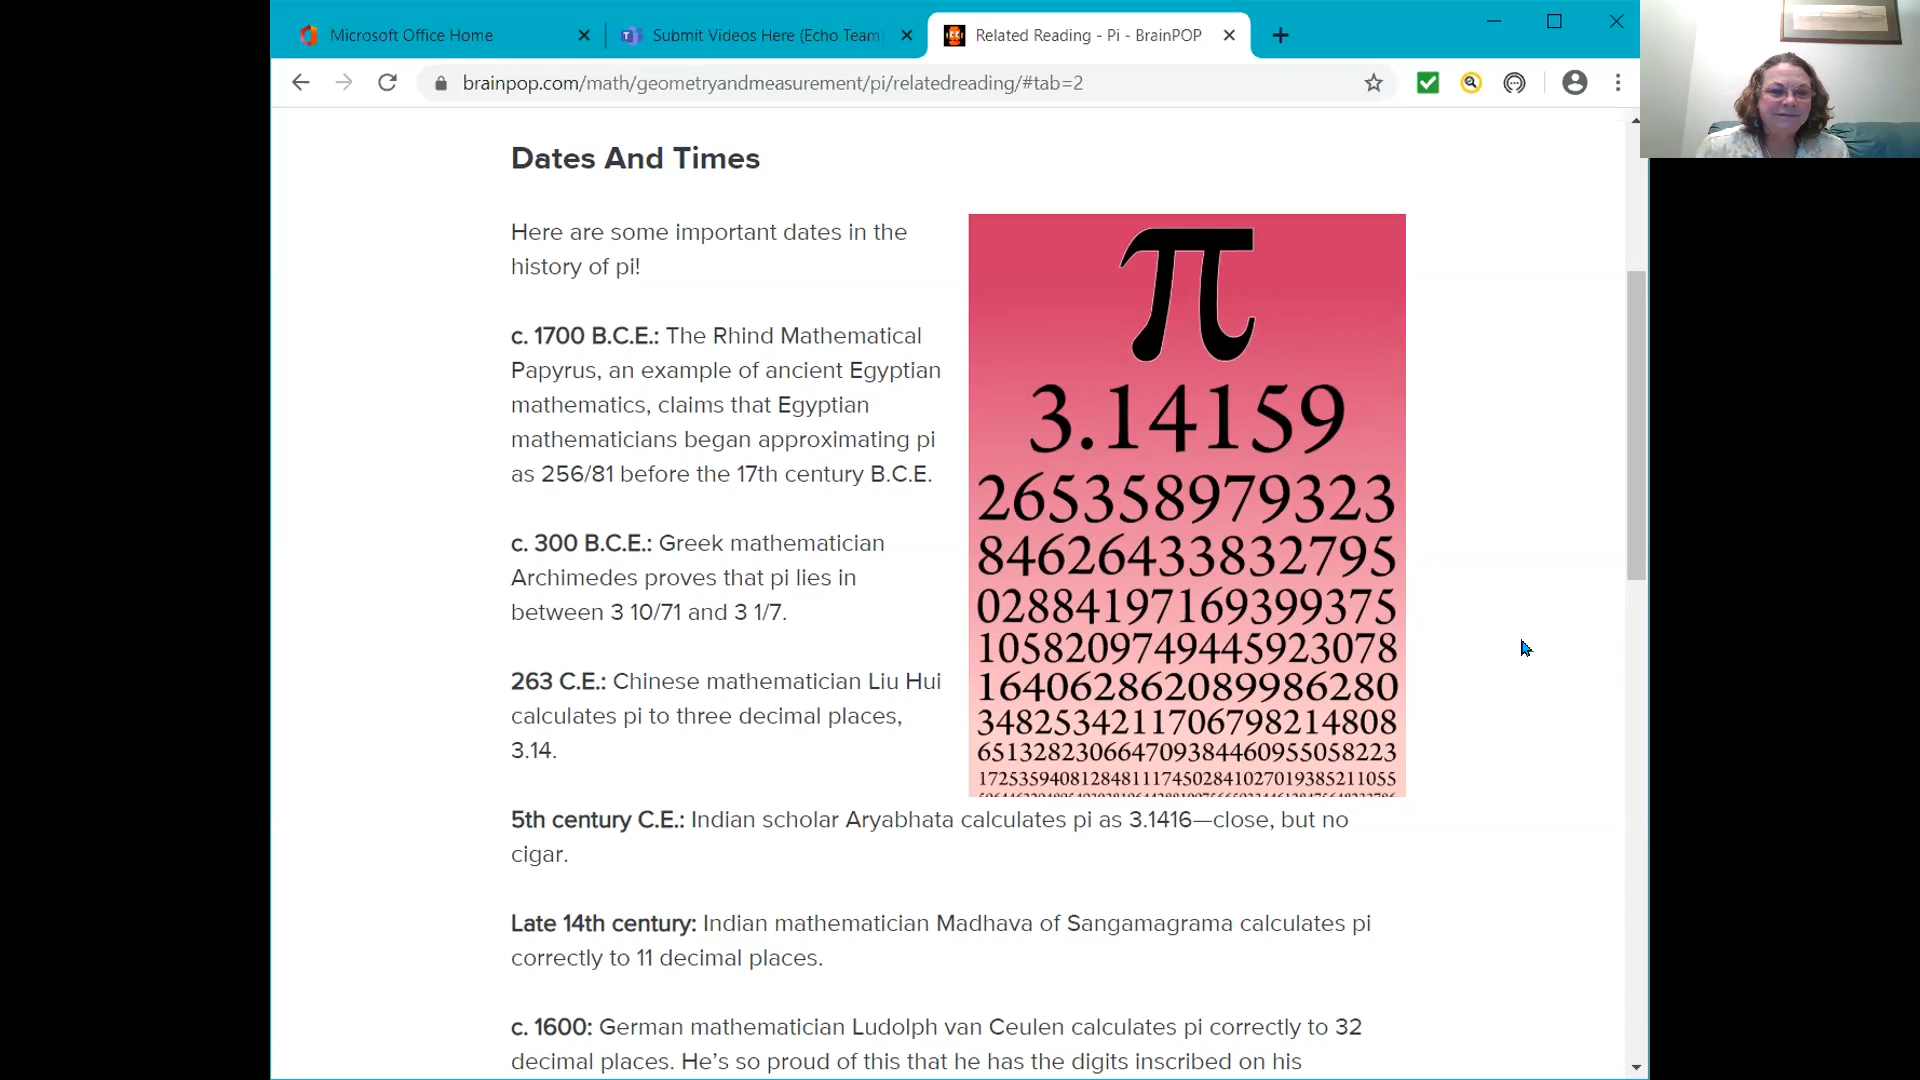 Microsoft Office Home
Submit Videos Here (Echo Team)
Related Reading - Pi - BrainPOP
brainpop.com/math/geometryandmeasurement/pi/relatedreading/#tab=2
Dates And Times
Here are some important dates in the
history of pi!
c. 1700 B.C.E.: The Rhind Mathematical
Papyrus, an example of ancient Egyptian
mathematics, claims that Egyptian
mathematicians began approximating pi
as 256/81 before the 17th century B.C.E.
c. 300 B.C.E.: Greek mathematician
Archimedes proves that pi lies in
between 3 10/71 and 3 1/7.
263 C.E.: Chinese mathematician Liu Hui
calculates pi to three decimal places,
3.14.
π
3.14159
265358979323
84626433832795
02884197169399375
1058209749445923078
164062862089986280
3482534211706798214808
651328230664709384460955058223
172535940812848111745028410270193852​11055
5th century C.E.: Indian scholar Aryabhata calculates pi as 3.1416—close, but no
cigar.
Late 14th century: Indian mathematician Madhava of Sangamagrama calculates pi
correctly to 11 decimal places.
c. 1600: German mathematician Ludolph van Ceulen calculates pi correctly to 32
decimal places. He's so proud of this that he has the digits inscribed on his